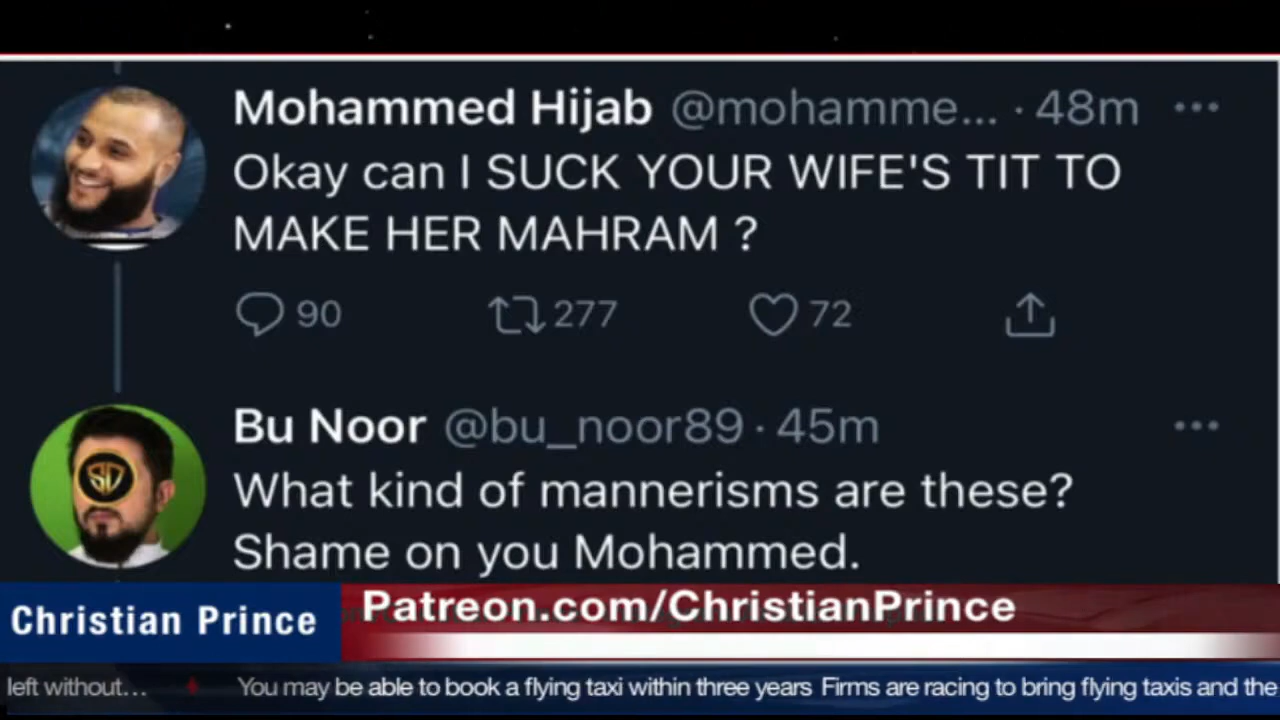 Mohammed Hijab @mohamme... · 48m ...
Okay can I SUCK YOUR WIFE'S TIT TO
MAKE HER MAHRAM ?
90 277 72
Bu Noor @bu_noor89 · 45m ...
What kind of mannerisms are these?
Shame on you Mohammed.
Christian Prince
Patreon.com/ChristianPrince
left without... You may be able to book a flying taxi within three years Firms are racing to bring flying taxis and the